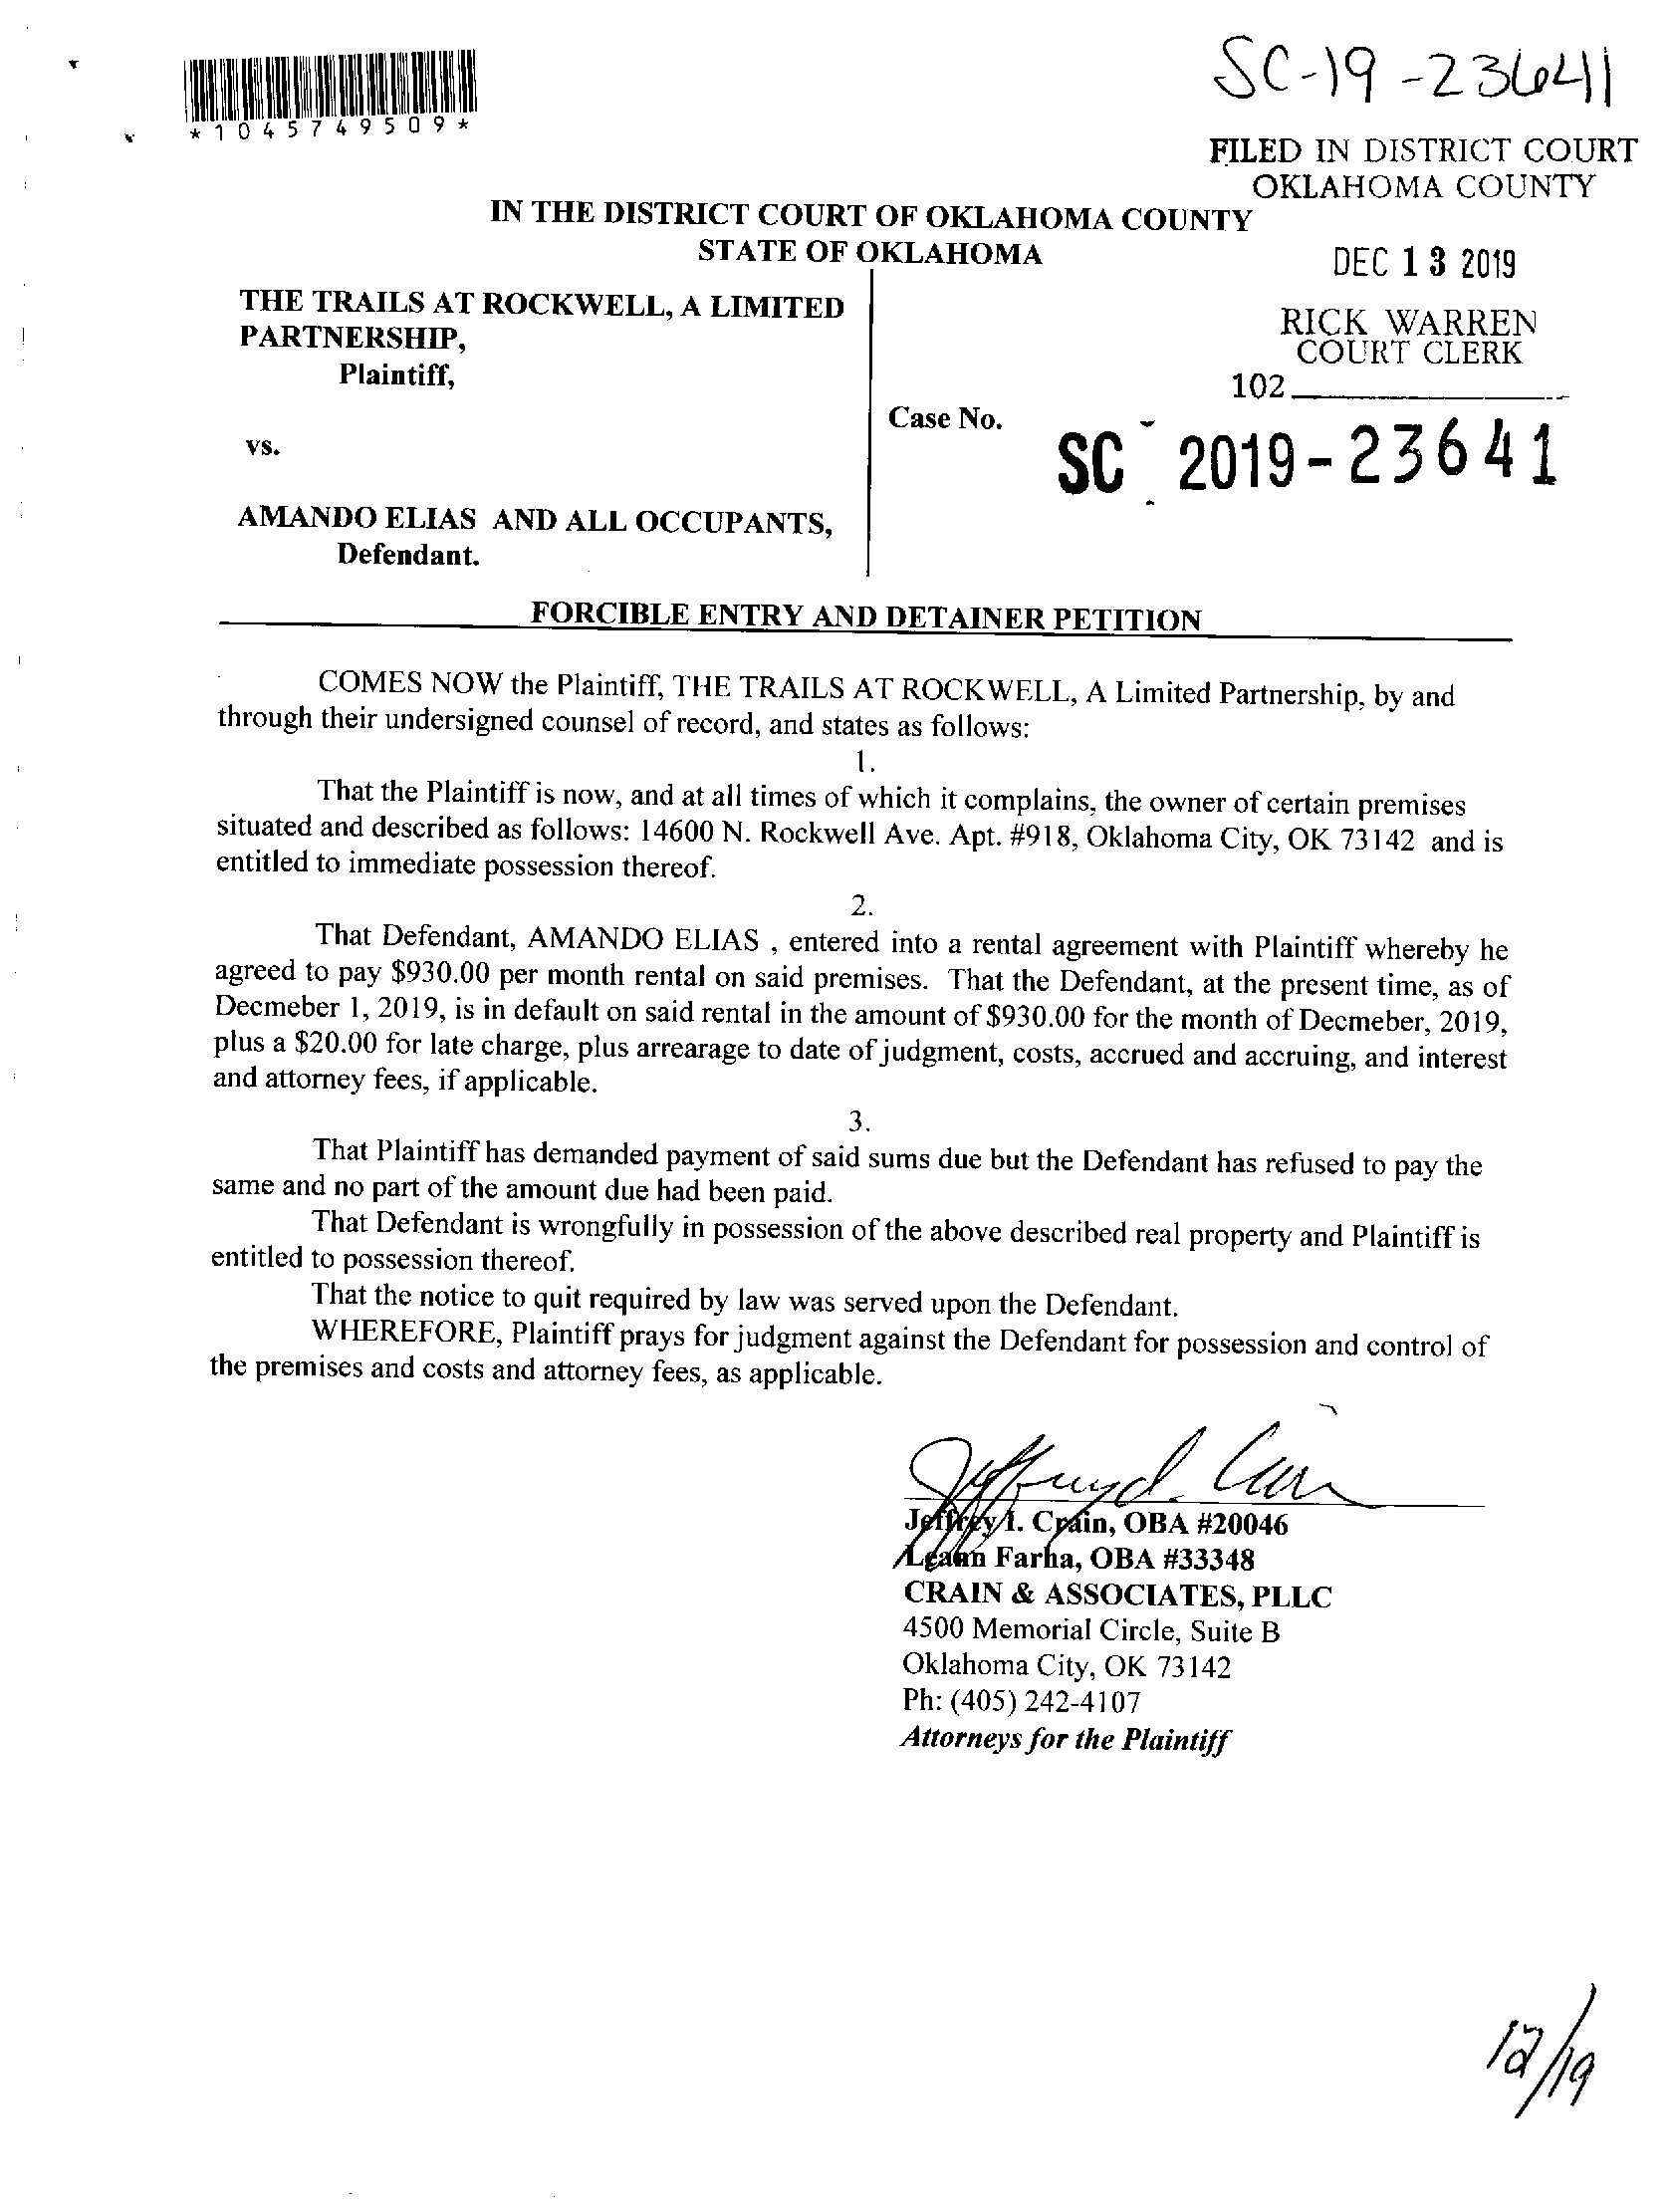 SC-19-23641
*1045749509*
FILED IN DISTRICT COURT
OKLAHOMA COUNTY
IN THE DISTRICT COURT OF OKLAHOMA COUNTY
STATE OF OKLAHOMA
DEC 13 2019
THE TRAILS AT ROCKWELL, A LIMITED
PARTNERSHIP,
Plaintiff,
RICK WARREN
COURT CLERK
102
Case No.
SC 2019-23641
vs.
AMANDO ELIAS AND ALL OCCUPANTS,
Defendant.
FORCIBLE ENTRY AND DETAINER PETITION
COMES NOW the Plaintiff, THE TRAILS AT ROCKWELL, A Limited Partnership, by and
through their undersigned counsel of record, and states as follows:
1.
That the Plaintiff is now, and at all times of which it complains, the owner of certain premises
situated and described as follows: 14600 N. Rockwell Ave. Apt. #918, Oklahoma City, OK 73142 and is
entitled to immediate possession thereof.
2.
That Defendant, AMANDO ELIAS , entered into a rental agreement with Plaintiff whereby he
agreed to pay $930.00 per month rental on said premises. That the Defendant, at the present time, as of
Decmeber 1, 2019, is in default on said rental in the amount of $930.00 for the month of Decmeber, 2019,
plus a $20.00 for late charge, plus arrearage to date of judgment, costs, accrued and accruing, and interest
and attorney fees, if applicable.
3.
That Plaintiff has demanded payment of said sums due but the Defendant has refused to pay the
same and no part of the amount due had been paid.
That Defendant is wrongfully in possession of the above described real property and Plaintiff is
entitled to possession thereof.
That the notice to quit required by law was served upon the Defendant.
WHEREFORE, Plaintiff prays for judgment against the Defendant for possession and control of
the premises and costs and attorney fees, as applicable.
Jeffrey I. Crain, OBA #20046
Leann Farha, OBA #33348
CRAIN & ASSOCIATES, PLLC
4500 Memorial Circle, Suite B
Oklahoma City, OK 73142
Ph: (405) 242-4107
Attorneys for the Plaintiff
12/19